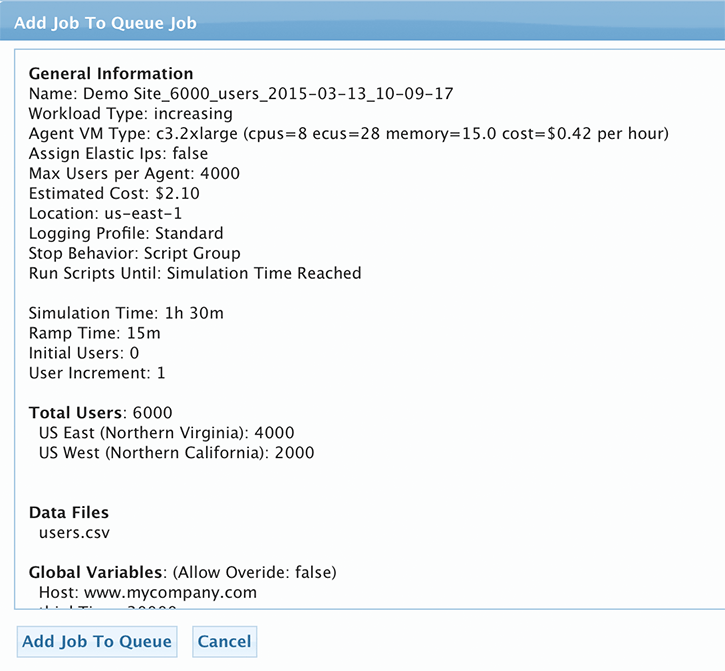 Add Job To Queue Job
General Information
Name: Demo Site_6000_users_2015-03-13_10-09-17
Workload Type: increasing
Agent VM Type: c3.2xlarge (cpus=8 ecus=28 memory=15.0 cost=$0.42 per hour)
Assign Elastic Ips: false
Max Users per Agent: 4000
Estimated Cost: $2.10
Location: us-east-1
Logging Profile: Standard
Stop Behavior: Script Group
Run Scripts Until: Simulation Time Reached
Simulation Time: 1h 30m
Ramp Time: 15m
Initial Users: 0
User Increment: 1
Total Users: 6000
US East (Northern Virginia): 4000
US West (Northern California): 2000
Data Files
users.csv
Global Variables: (Allow Overide: false)
Host: www.mycompany.com
Add Job To Queue
Cancel